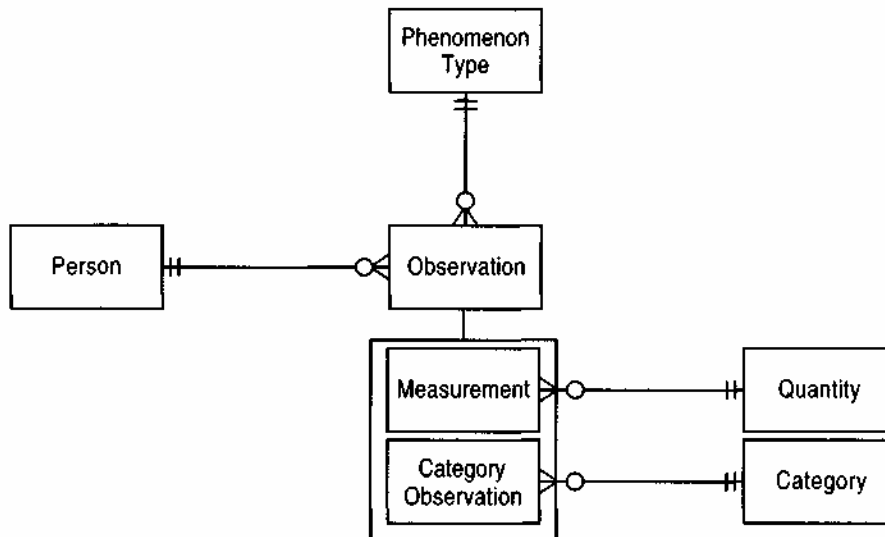 Phenomenon
Type
Person
Observation
Measurement
Quantity
Category
Observation
Category